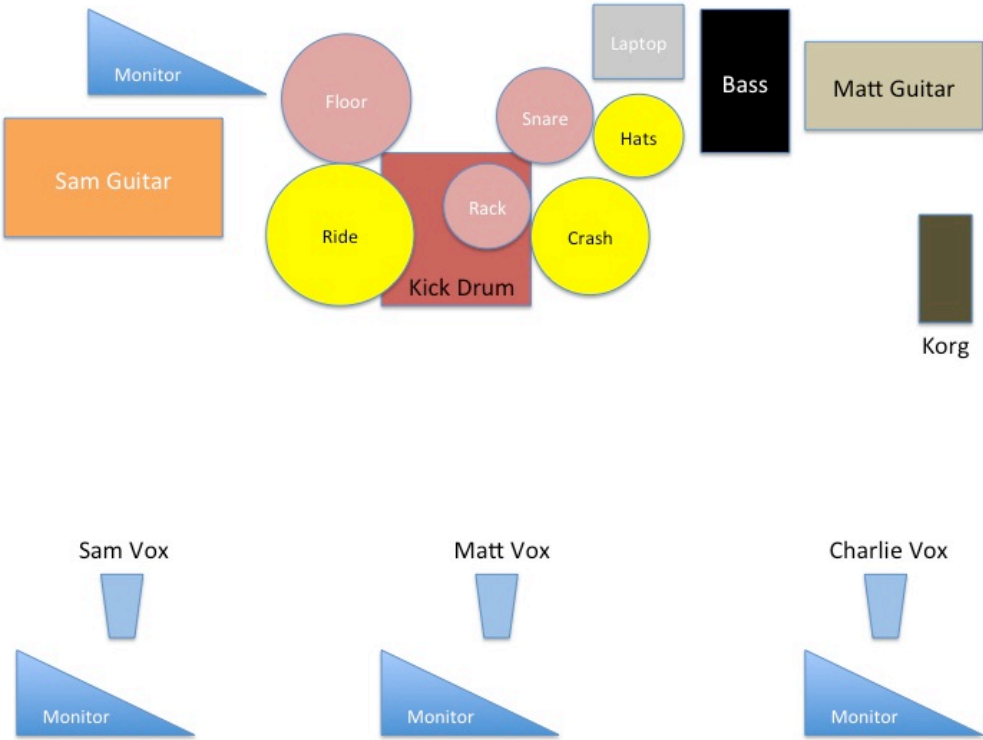 Monitor
Floor
Laptop
Snare
Bass
Matt Guitar
Hats
Sam Guitar
Ride
Rack
Crash
Kick Drum
Korg
Sam Vox
Matt Vox
Charlie Vox
Monitor
Monitor
Monitor